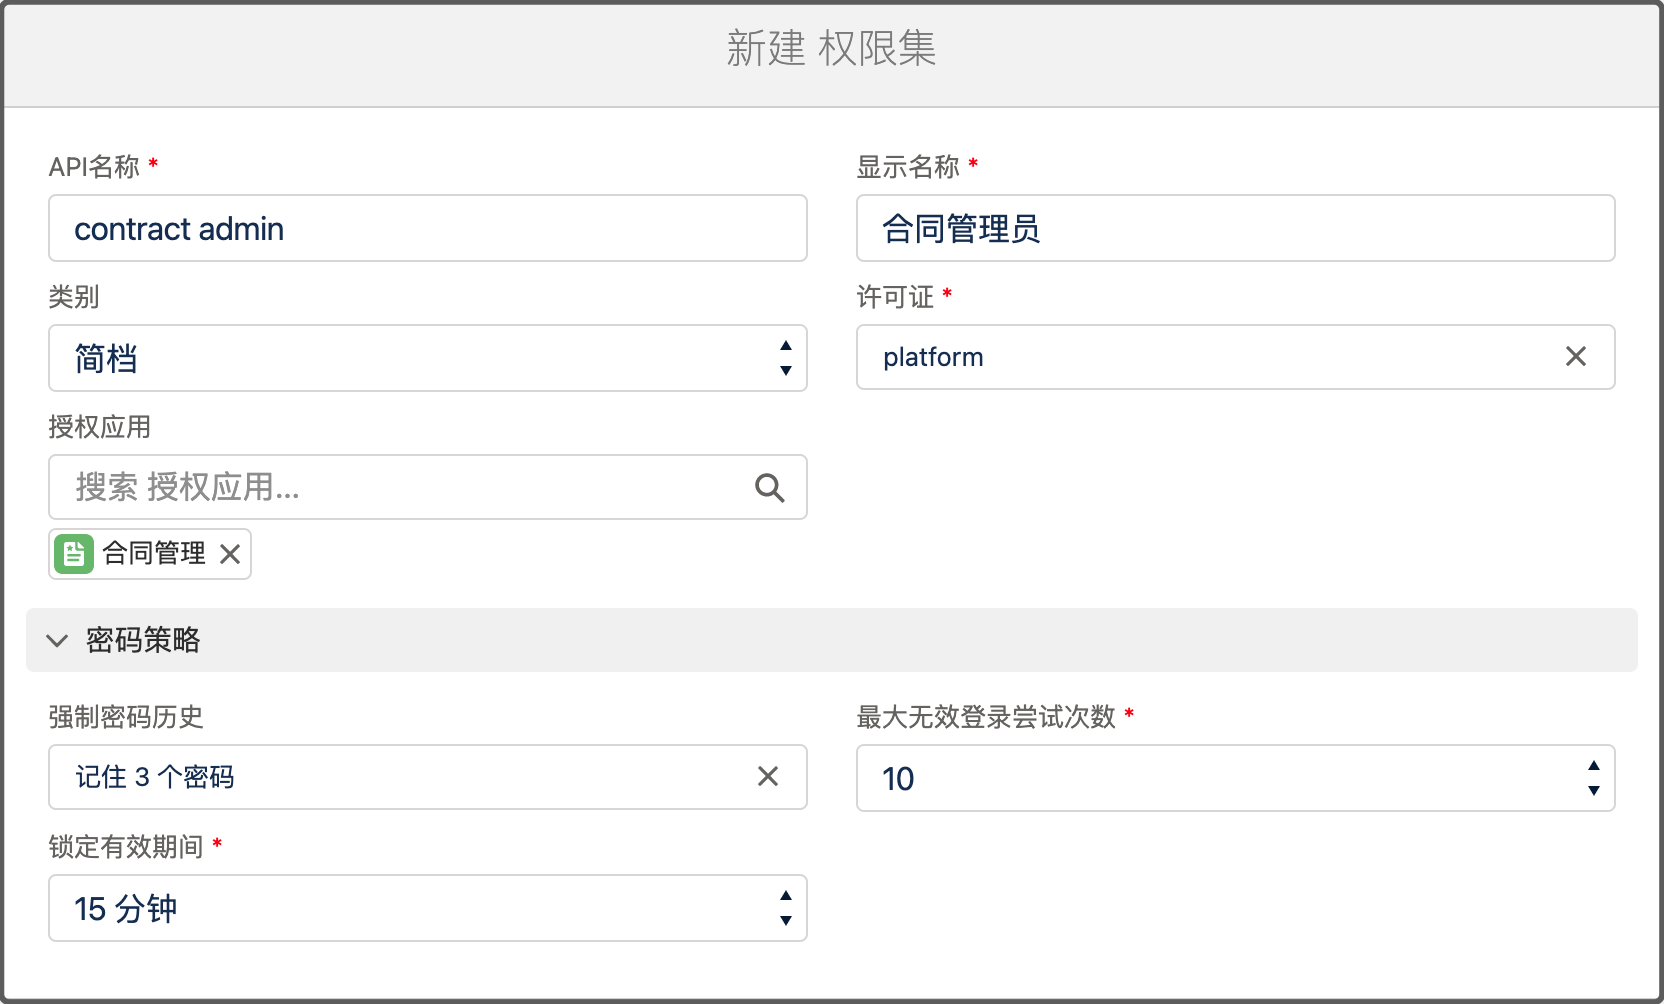 新建 权限集
API名称 *
显示名称 *
contract admin
合同管理员
类别
许可证 *
简档
platform
授权应用
搜索 授权应用...
合同管理
密码策略
强制密码历史
最大无效登录尝试次数 *
记住 3 个密码
10
锁定有效期间 *
15 分钟